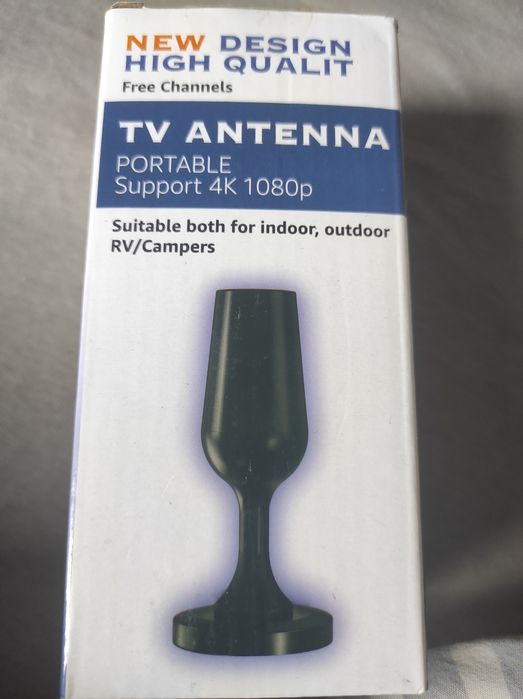 NEW DESIGN
HIGH QUALIT
Free Channels
TV ANTENNA
PORTABLE
Support 4K 1080p
Suitable both for indoor, outdoor
RV/Campers